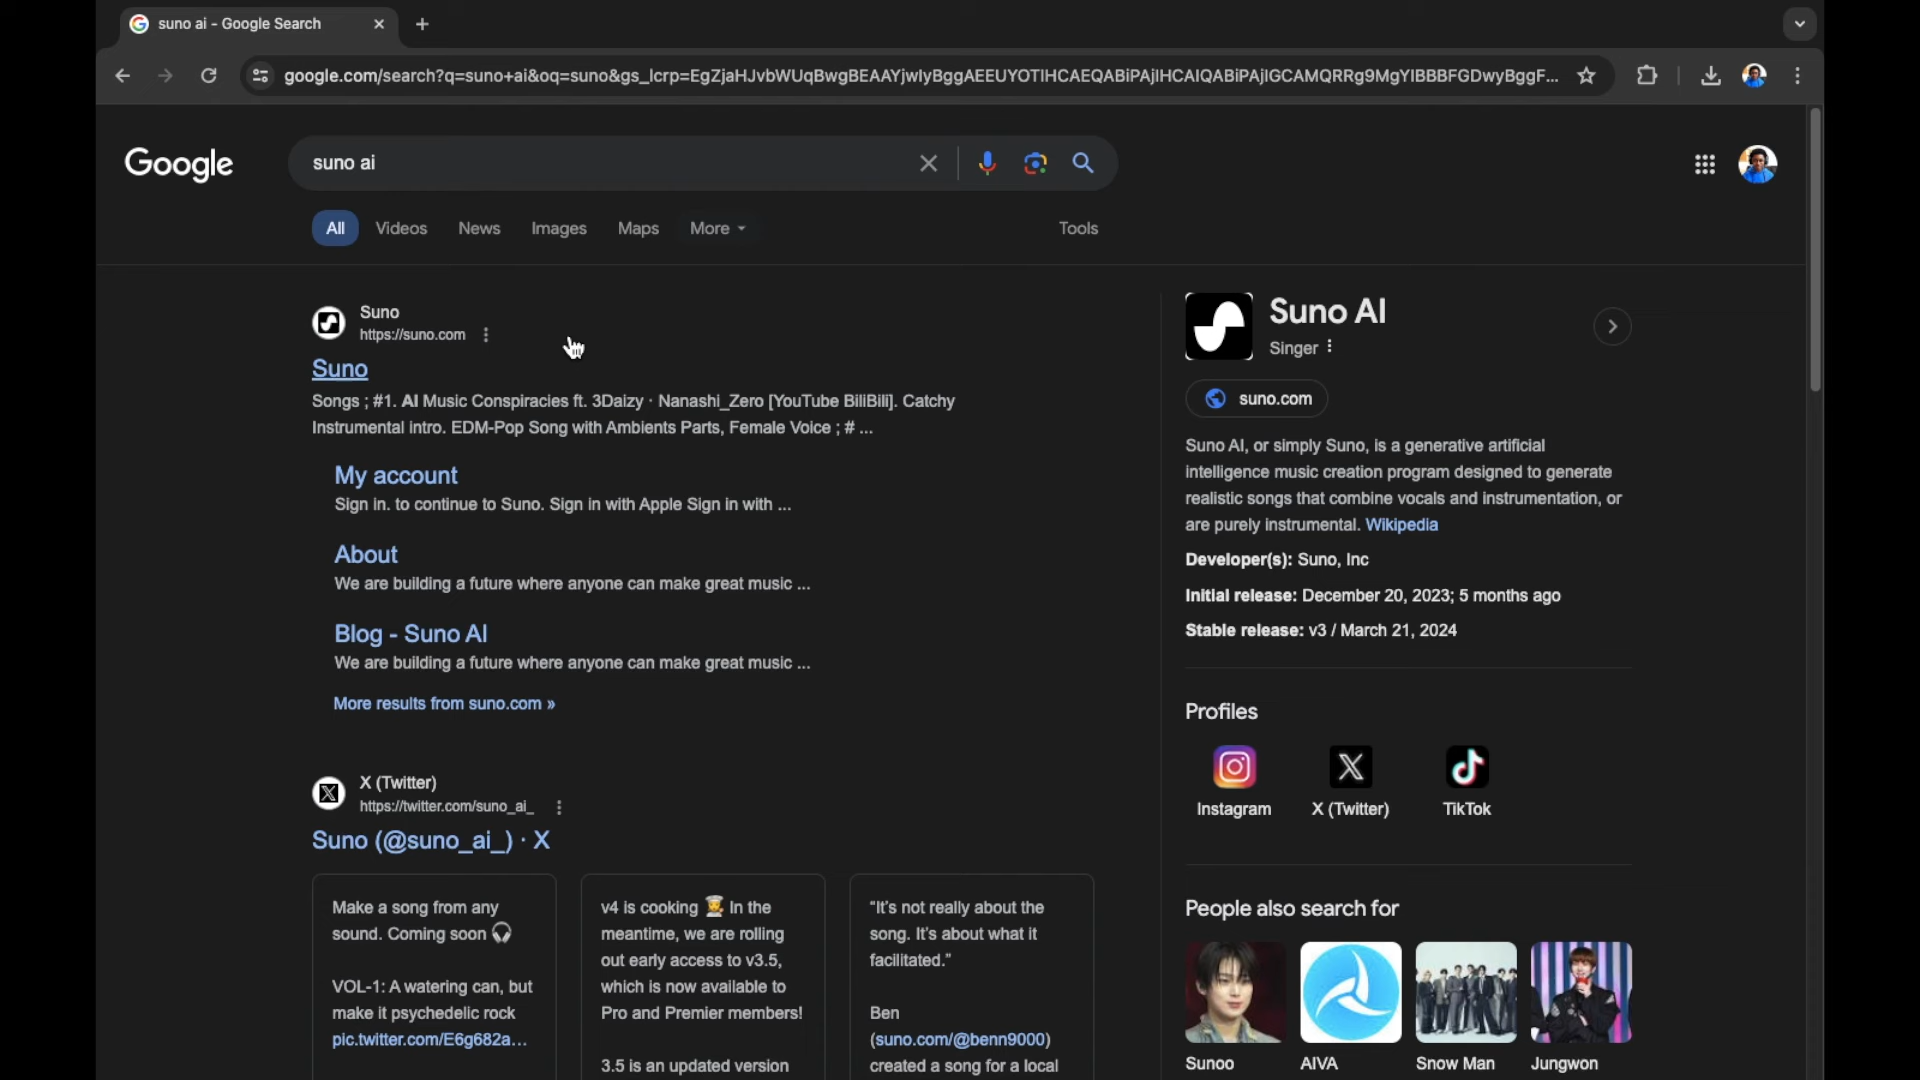 suno ai - Google Search
google.com/search?q=suno+ai&oq=suno&gs_lcrp=EgZjaHJvbWUqBwgBEAAYjwIyBggAEEUYOTIHCAEQABiPAjIHCAIQABiPAjIGCAMQRRg9MgYIBBBFGDwyBggF...
Google
suno ai
All Videos News Images Maps More
Tools
Suno
https://suno.com
Suno
Songs ; #1. AI Music Conspiracies ft. 3Daizy · Nanashi_Zero [YouTube BiliBili]. Catchy
Instrumental intro. EDM-Pop Song with Ambients Parts, Female Voice ; # ...
My account
Sign in. to continue to Suno. Sign in with Apple Sign in with ...
About
We are building a future where anyone can make great music ...
Blog - Suno AI
We are building a future where anyone can make great music ...
More results from suno.com »
X (Twitter)
https://twitter.com/suno_ai_
Suno (@suno_ai_) · X
Make a song from any
sound. Coming soon 🎧
VOL-1: A watering can, but
make it psychedelic rock
pic.twitter.com/E6g682a...
v4 is cooking 👩‍🍳 In the
meantime, we are rolling
out early access to v3.5,
which is now available to
Pro and Premier members!
3.5 is an updated version
“It’s not really about the
song. It’s about what it
facilitated.”
Ben
(suno.com/@benn9000)
created a song for a local
Suno AI
Singer
suno.com
Suno AI, or simply Suno, is a generative artificial
intelligence music creation program designed to generate
realistic songs that combine vocals and instrumentation, or
are purely instrumental. Wikipedia
Developer(s): Suno, Inc
Initial release: December 20, 2023; 5 months ago
Stable release: v3 / March 21, 2024
Profiles
Instagram
X (Twitter)
TikTok
People also search for
Sunoo
AIVA
Snow Man
Jungwon